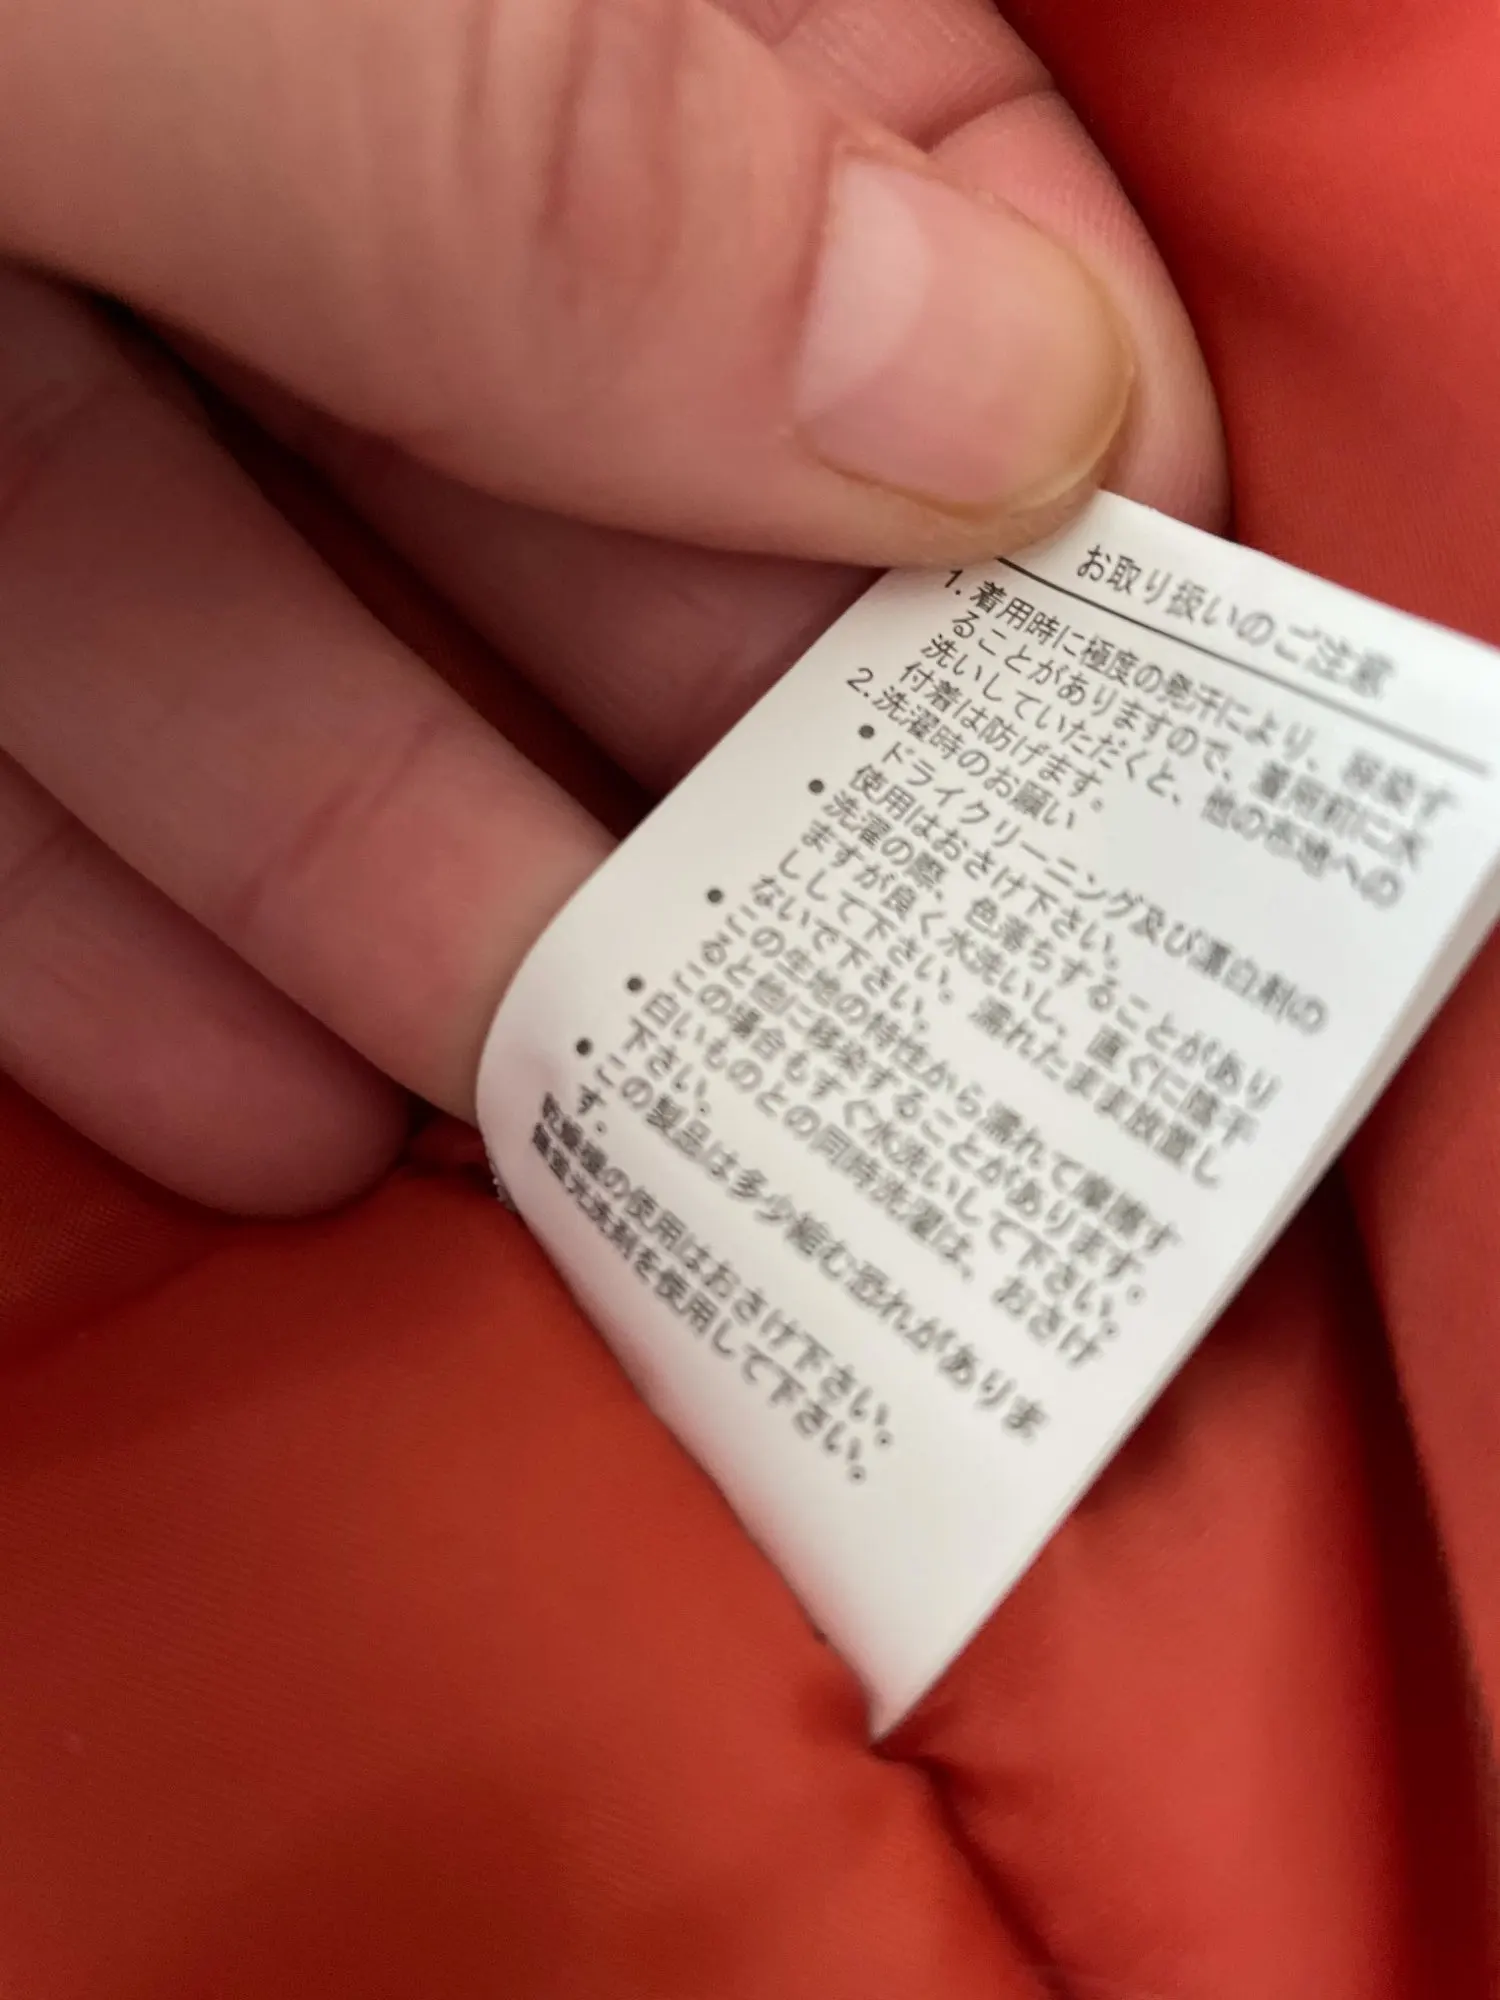 お取り扱いのご注意
1. 着用時に極度の発汗により、移染す
ることがありますので、着用前に水
洗いしていただくと、他の布地への
付着は防げます。
2. 洗濯時のお願い
● ドライクリーニング及び漂白剤の
使用はおさけ下さい。
● 洗濯の際、色落ちすることがあり
ますが良く水洗いし、直ぐに陰干
しして下さい。濡れたまま放置し
ないで下さい。
● この生地の特性から濡れて摩擦す
ると他に移染することがあります。
この場合もすぐ水洗いして下さい。
● 白いものとの同時洗濯は、おさけ
下さい。
● この製品は多少縮む恐れがありま
す。
乾燥機の使用はおさけ下さい。
洗剤を使用して下さい。